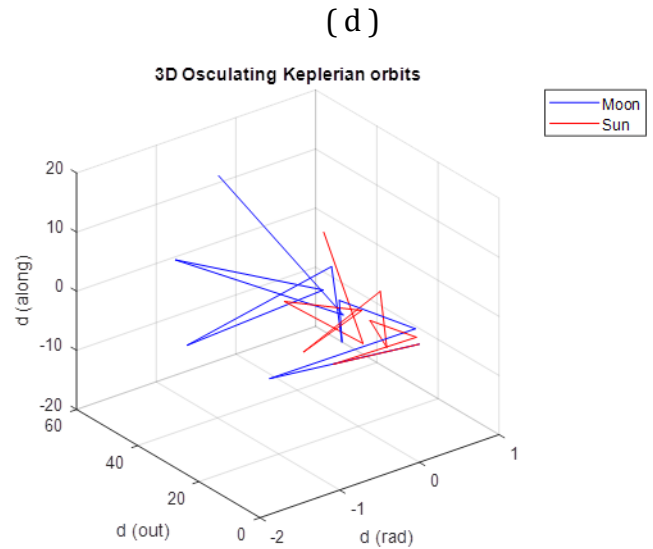 ( d )
3D Osculating Keplerian orbits
Moon
Sun
20
10
0
-10
-20
d (along)
60
40
20
0
d (out)
-2
-1
0
1
d (rad)